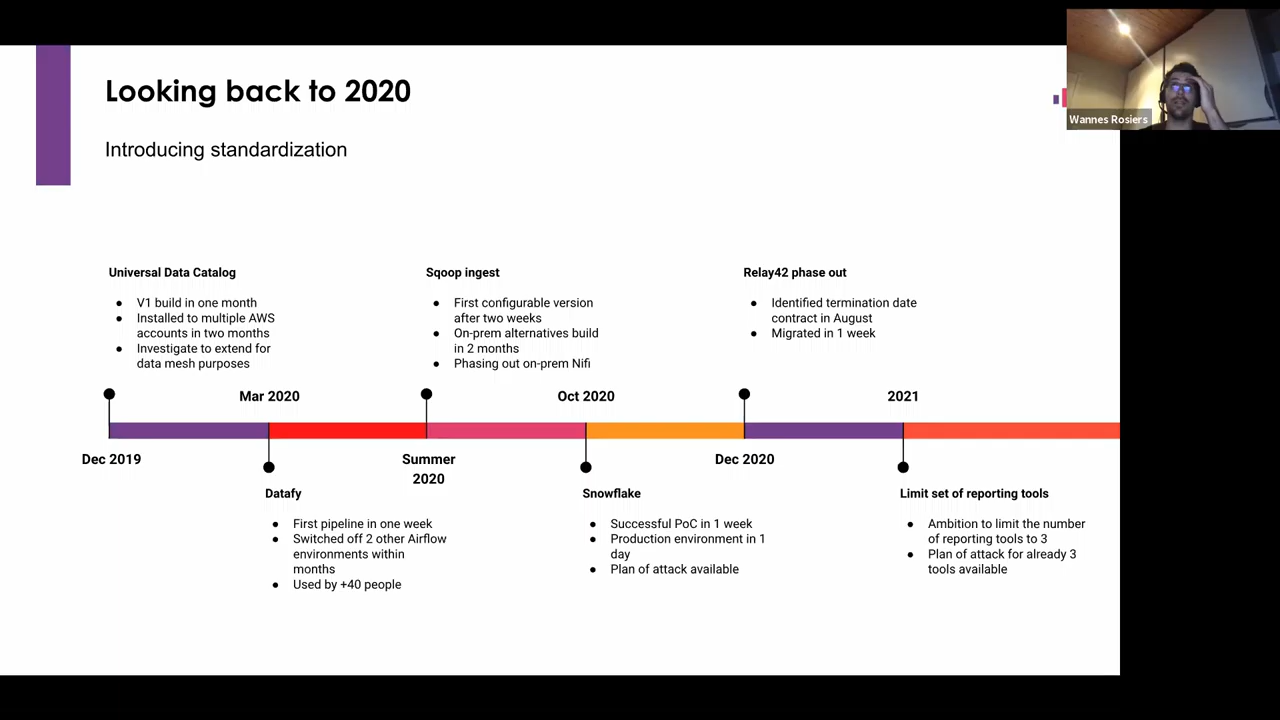 Looking back to 2020
Wannes Rosiers
Introducing standardization
Universal Data Catalog
● V1 build in one month
● Installed to multiple AWS
accounts in two months
● Investigate to extend for
data mesh purposes
Sqoop ingest
● First configurable version
after two weeks
● On-prem alternatives build
in 2 months
● Phasing out on-prem Nifi
Relay42 phase out
● Identified termination date
contract in August
● Migrated in 1 week
Mar 2020
Oct 2020
2021
Dec 2019
Summer
2020
Dec 2020
Datafy
● First pipeline in one week
● Switched off 2 other Airflow
environments within
months
● Used by +40 people
Snowflake
● Successful PoC in 1 week
● Production environment in 1
day
● Plan of attack available
Limit set of reporting tools
● Ambition to limit the number
of reporting tools to 3
● Plan of attack for already 3
tools available